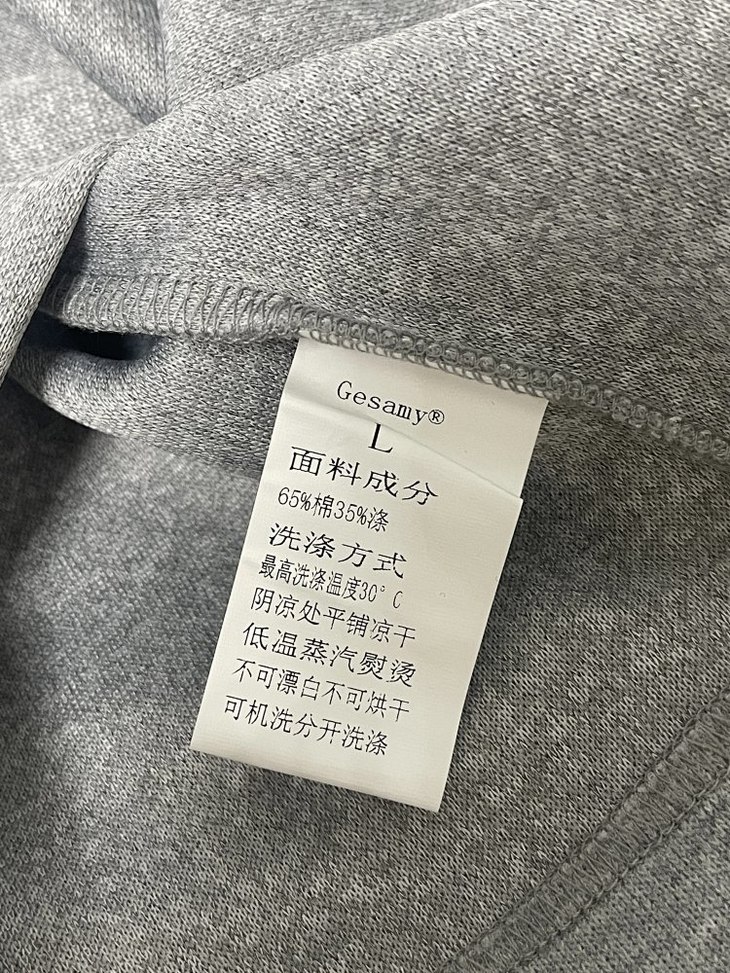 Gesamy®
L
面料成分
65%棉35%涤
洗涤方式
最高洗涤温度30°C
阴凉处平铺凉干
低温蒸汽熨烫
不可漂白不可烘干
可机洗分开洗涤